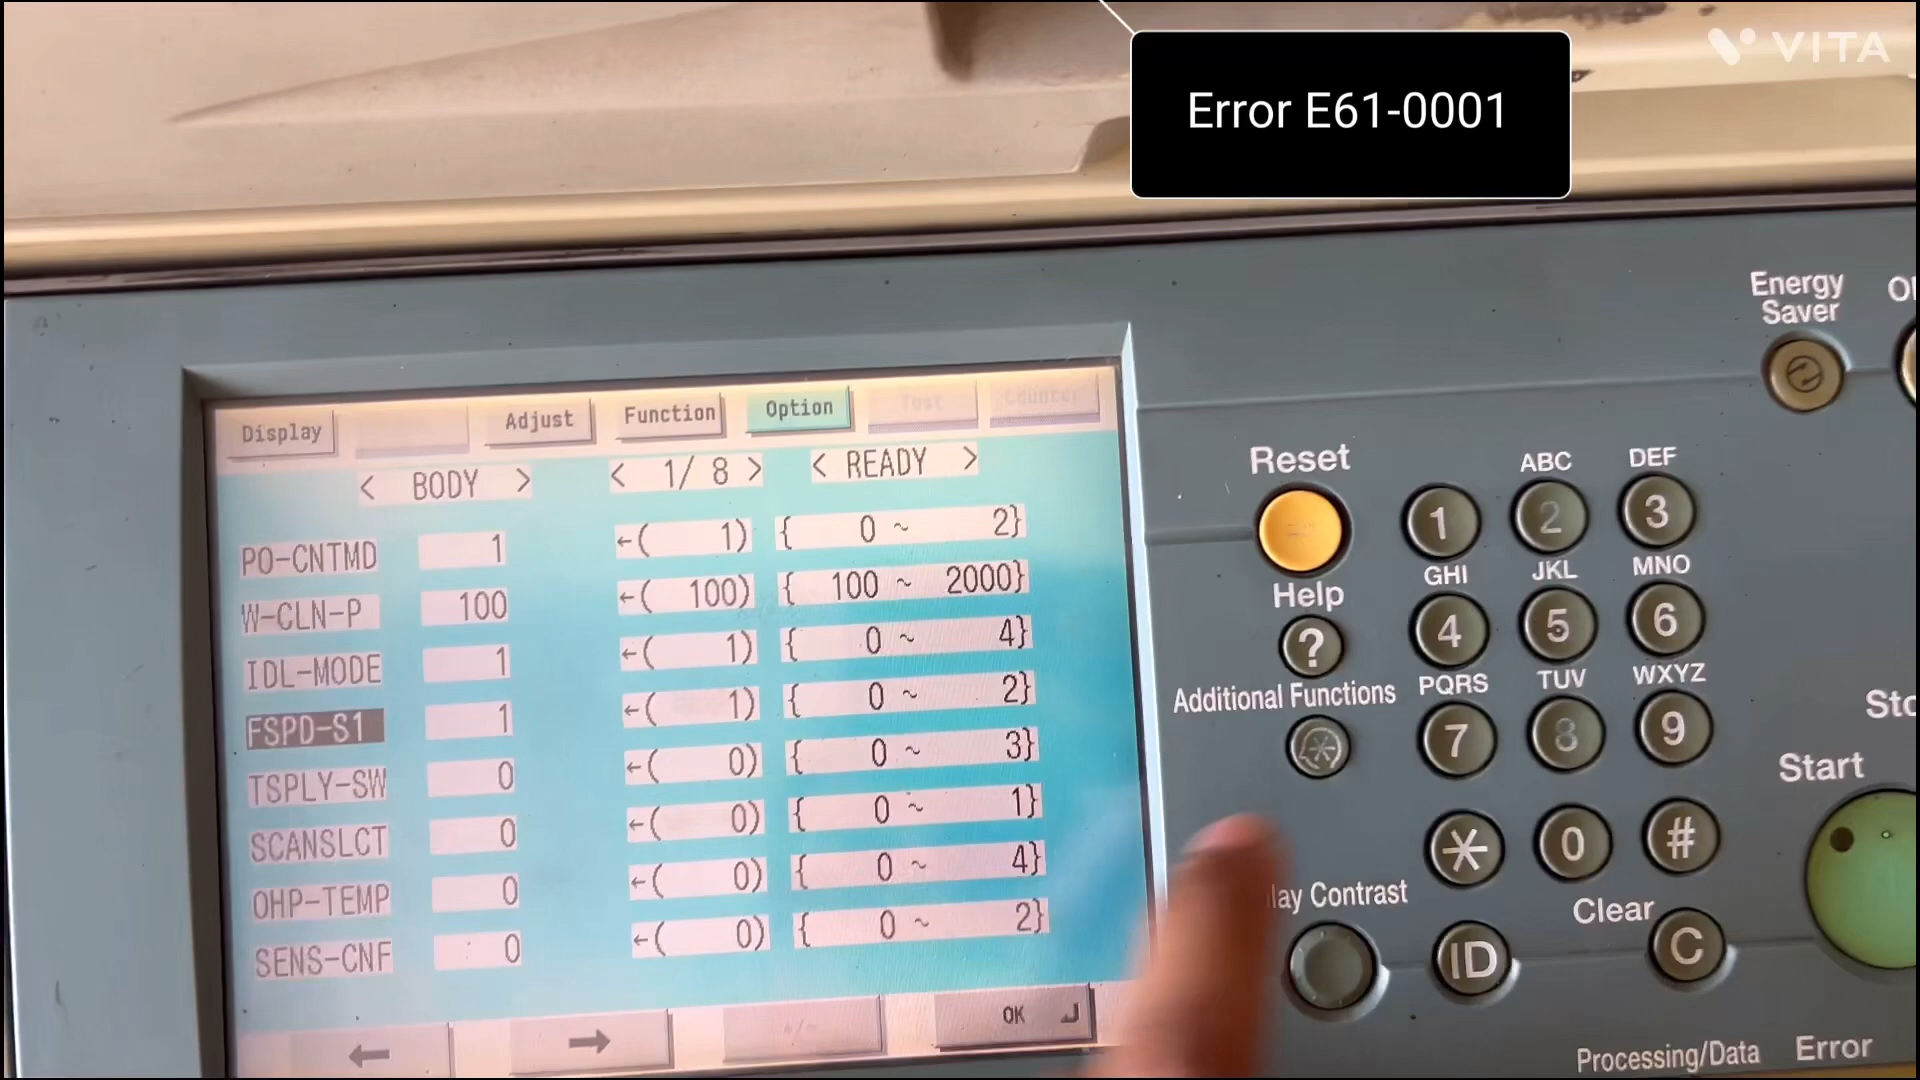 VITA
Error E61-0001
Energy
Saver
Display Adjust Function Option Test Counter
< BODY > < 1/ 8 > < READY >
PO-CNTMD 1 ←( 1) { 0 ~ 2}
W-CLN-P 100 ←( 100) { 100 ~ 2000}
IDL-MODE 1 ←( 1) { 0 ~ 4}
FSPD-S1 1 ←( 1) { 0 ~ 2}
TSPLY-SW 0 ←( 0) { 0 ~ 3}
SCANSLCT 0 ←( 0) { 0 ~ 1}
OHP-TEMP 0 ←( 0) { 0 ~ 4}
SENS-CNF 0 ←( 0) { 0 ~ 2}
← → +/- OK
Reset
ABC DEF
1 2 3
Help
GHI JKL MNO
? 4 5 6
Additional Functions
PQRS TUV WXYZ
7 8 9
Start
* 0 #
Contrast
Clear
ID C
Processing/Data Error